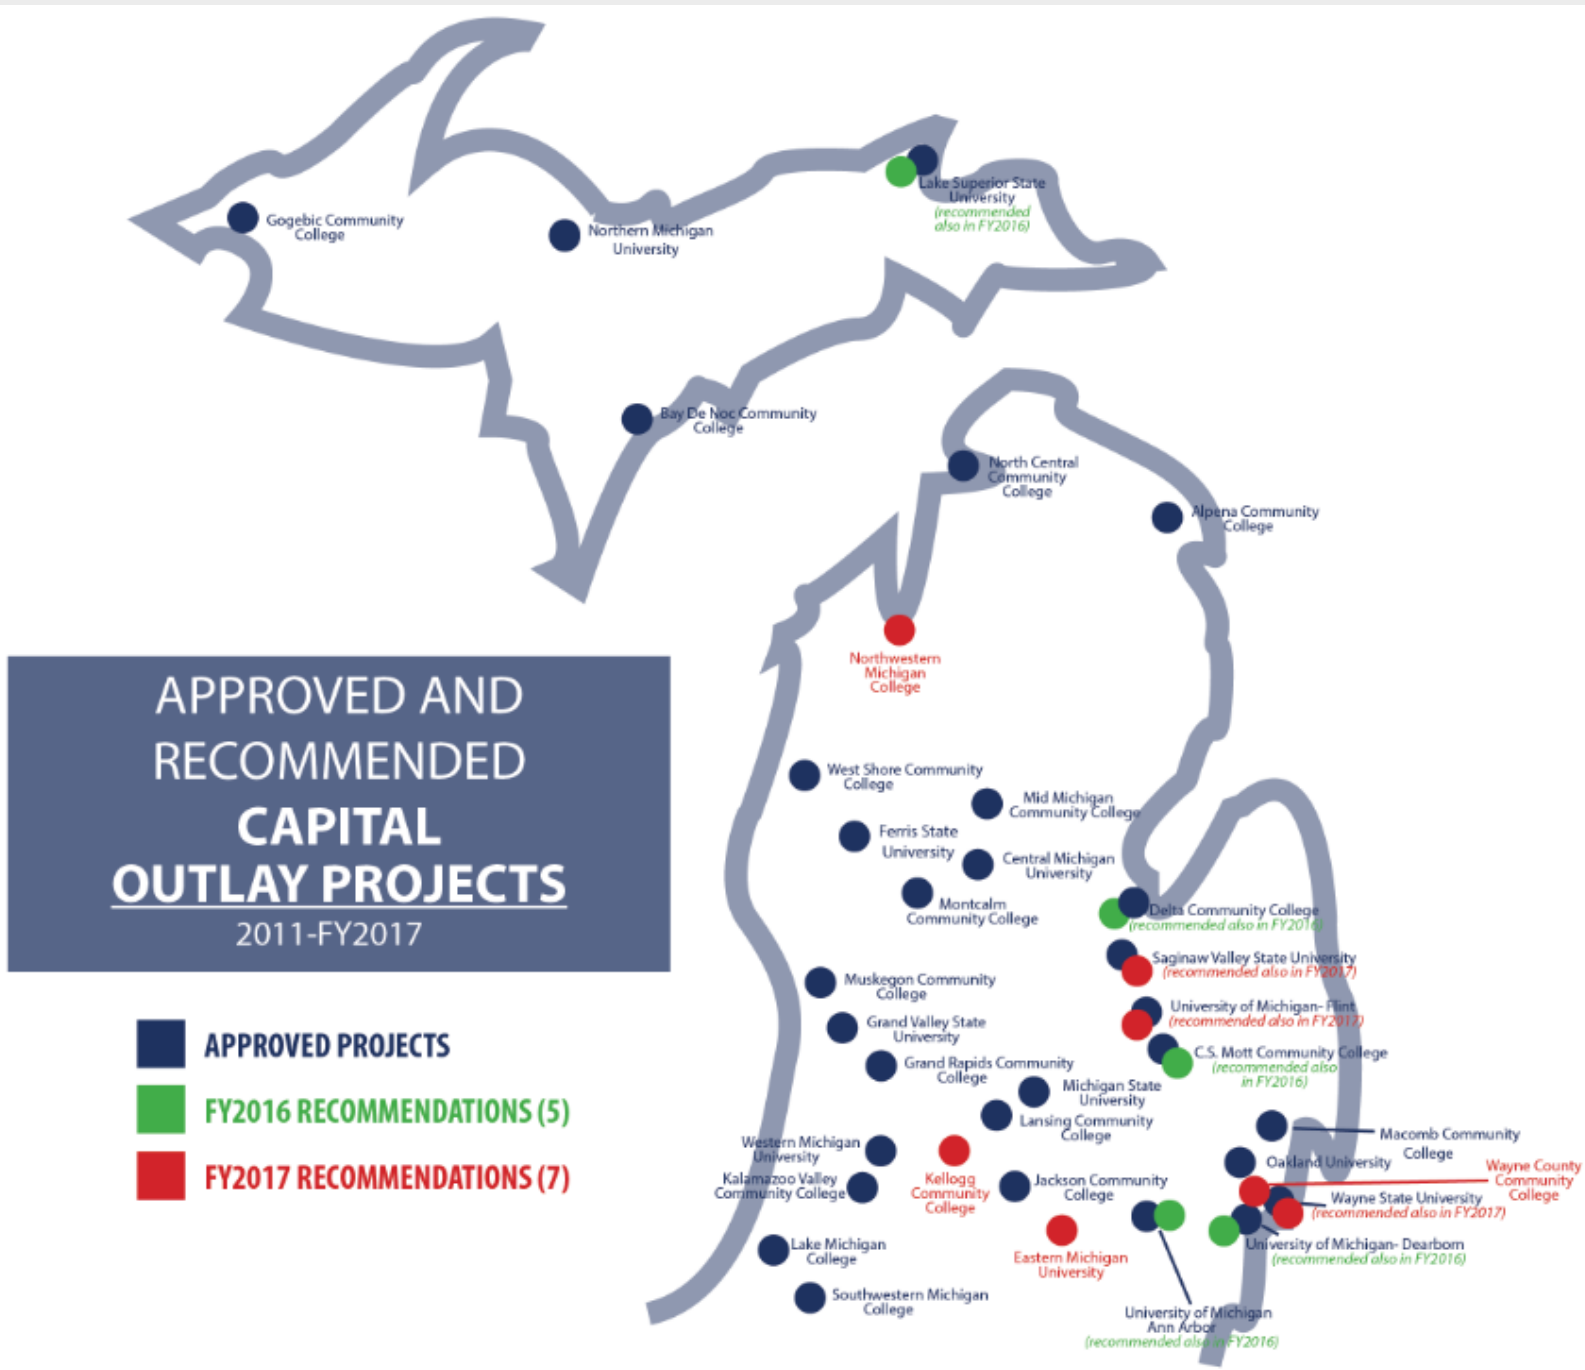 Lake Superior State
University
(recommended
also in FY2016)
Gogebic Community
College
Northern Michigan
University
Bay De Noc Community
College
North Central
Community
College
Alpena Community
College
Northwestern
Michigan
College
APPROVED AND
RECOMMENDED
CAPITAL
OUTLAY PROJECTS
2011-FY2017
APPROVED PROJECTS
FY2016 RECOMMENDATIONS (5)
FY2017 RECOMMENDATIONS (7)
West Shore Community
College
Mid Michigan
Community College
Ferris State
University
Central Michigan
University
Montcalm
Community College
Delta Community College
(recommended also in FY2016)
Saginaw Valley State University
(recommended also in FY2017)
Muskegon Community
College
University of Michigan- Flint
(recommended also in FY2017)
Grand Valley State
University
C.S. Mott Community College
(recommended also
in FY2016)
Grand Rapids Community
College
Michigan State
University
Lansing Community
College
Macomb Community
College
Western Michigan
University
Oakland University
Wayne County
Community
College
Kalamazoo Valley
Community College
Kellogg
Community
College
Jackson Community
College
Wayne State University
(recommended also in FY2017)
Lake Michigan
College
Eastern Michigan
University
University of Michigan- Dearborn
(recommended also in FY2016)
Southwestern Michigan
College
University of Michigan
Ann Arbor
(recommended also in FY2016)